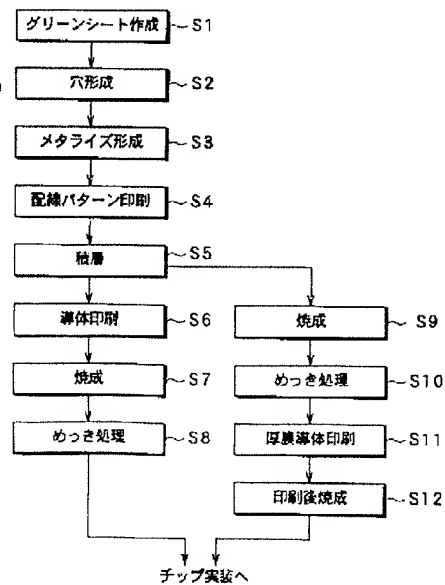 グリーンシート作成 S1
穴形成 S2
メタライズ形成 S3
配線パターン印刷 S4
積層 S5
導体印刷 S6
焼成 S7
めっき処理 S8
焼成 S9
めっき処理 S10
厚膜導体印刷 S11
印刷後焼成 S12
チップ実装へ